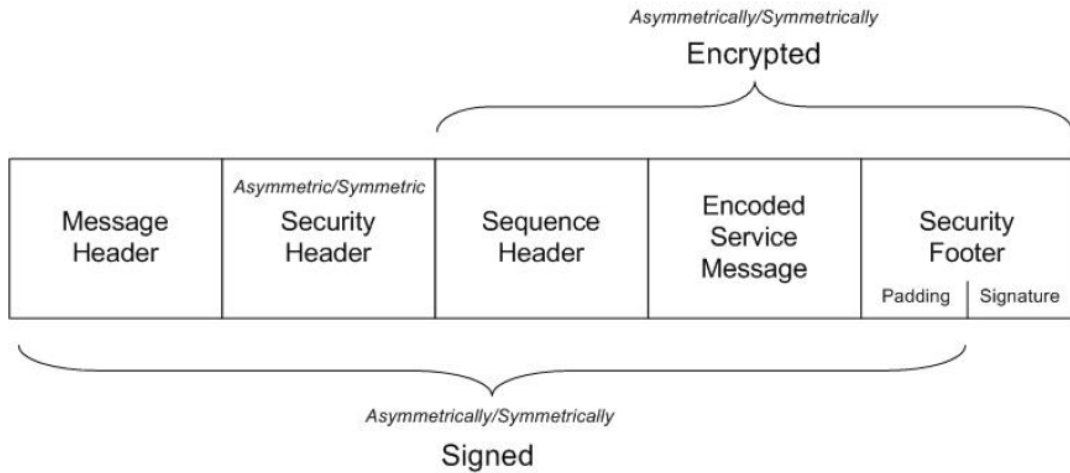 Asymmetrically/Symmetrically
Encrypted
Message
Header
Asymmetric/Symmetric
Security
Header
Sequence
Header
Encoded
Service
Message
Security
Footer
Padding
Signature
Asymmetrically/Symmetrically
Signed